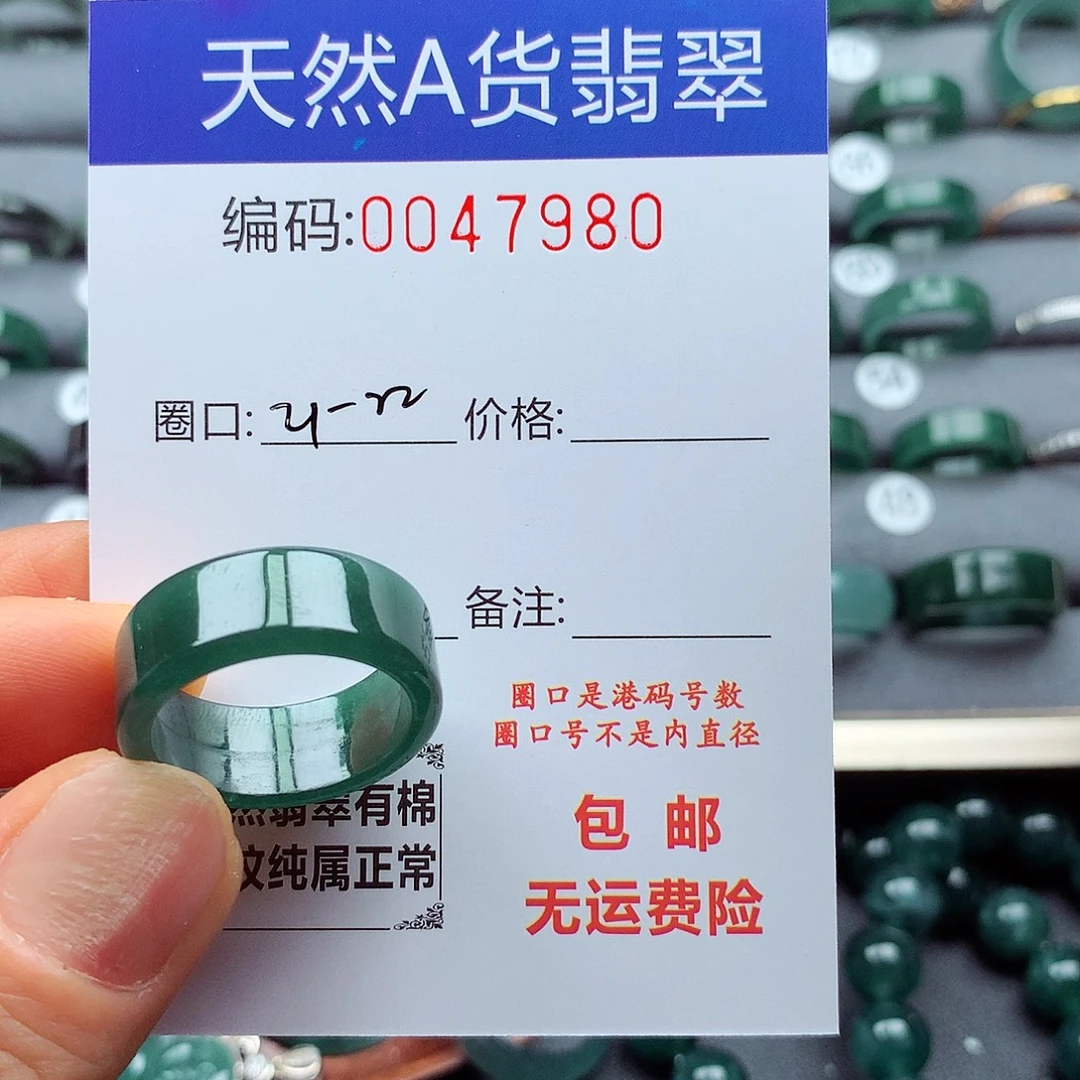 天然A货翡翠
编码:0047980
圈口: 价格:
备注:
圈口是港码号数
圈口号不是内直径
然翡翠有棉
纹纯属正常
包邮
无运费险